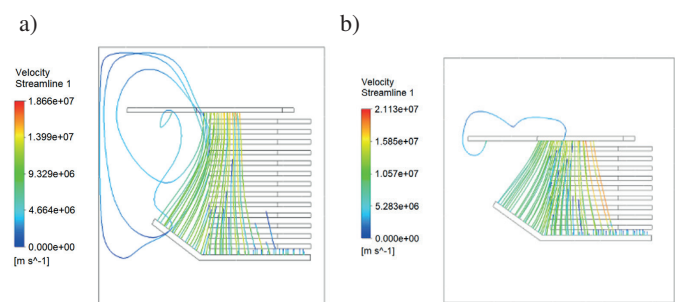 a)
Velocity
Streamline 1
1.866e+07
1.399e+07
9.329e+06
4.664e+06
0.000e+00
[m s^-1]
b)
Velocity
Streamline 1
2.113e+07
1.585e+07
1.057e+07
5.283e+06
0.000e+00
[m s^-1]